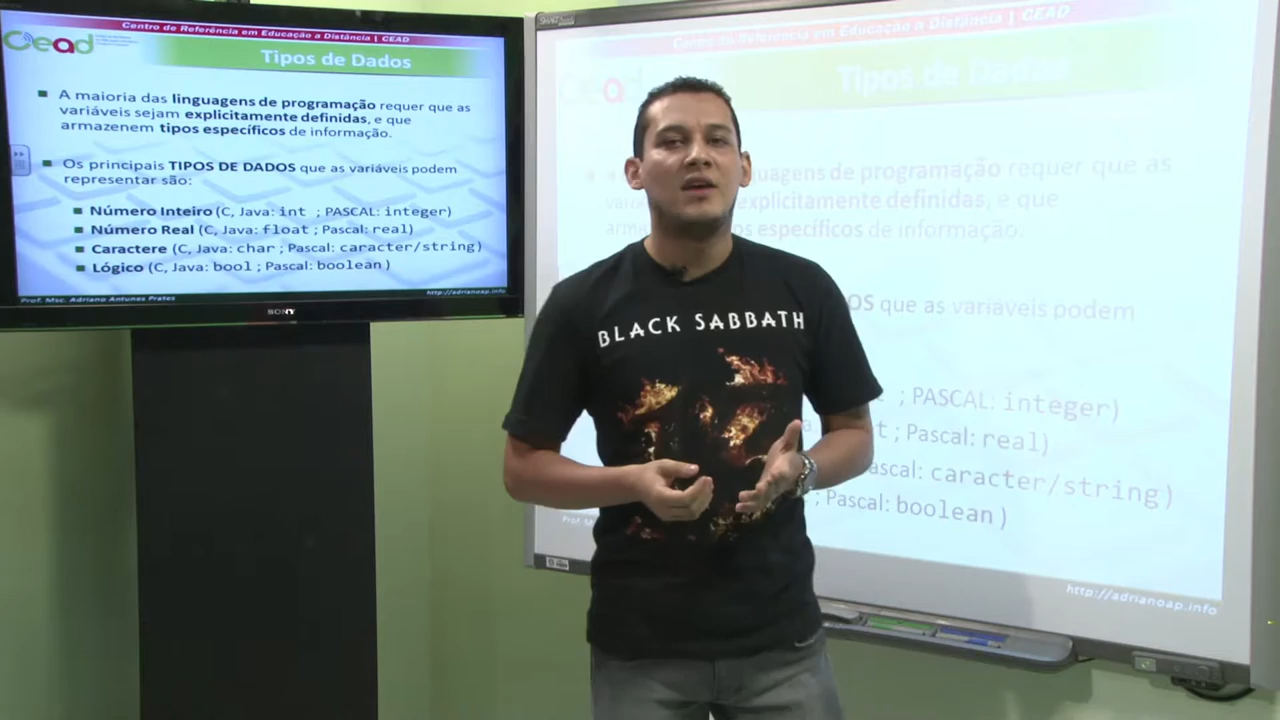 Centro de Referência em Educação a Distância | CEAD
Cead
Tipos de Dados
A maioria das linguagens de programação requer que as
variáveis sejam explicitamente definidas, e que
armazenem tipos específicos de informação.
Os principais TIPOS DE DADOS que as variáveis podem
representar são:
Número Inteiro (C, Java: int ; PASCAL: integer)
Número Real (C, Java: float ; Pascal: real)
Caractere (C, Java: char ; Pascal: caracter/string)
Lógico (C, Java: bool ; Pascal: boolean )
Prof. Msc. Adriano Antunes Prates
http://adrianoap.info
SONY
BLACK SABBATH
Centro de Referência em Educação a Distância | CEAD
Tipos de Dados
de programação requer que as
explicitamente definidas, e que
específicos de informação.
OS que as variáveis podem
; PASCAL: integer)
t ; Pascal: real)
ascal: caracter/string)
; Pascal: boolean )
Prof.
http://adrianoap.info